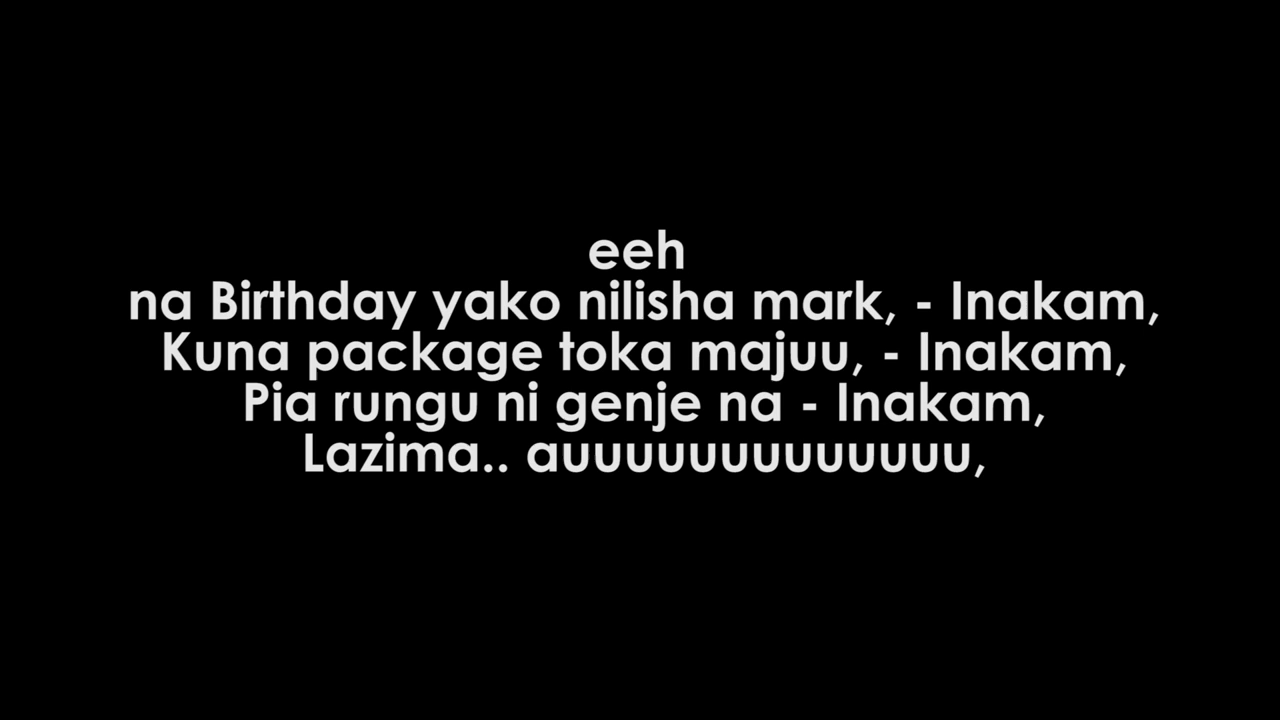 eeh
na Birthday yako nilisha mark, - Inakam,
Kuna package toka majuu, - Inakam,
Pia rungu ni genje na - Inakam,
Lazima.. auuuuuuuuuuuuuu,